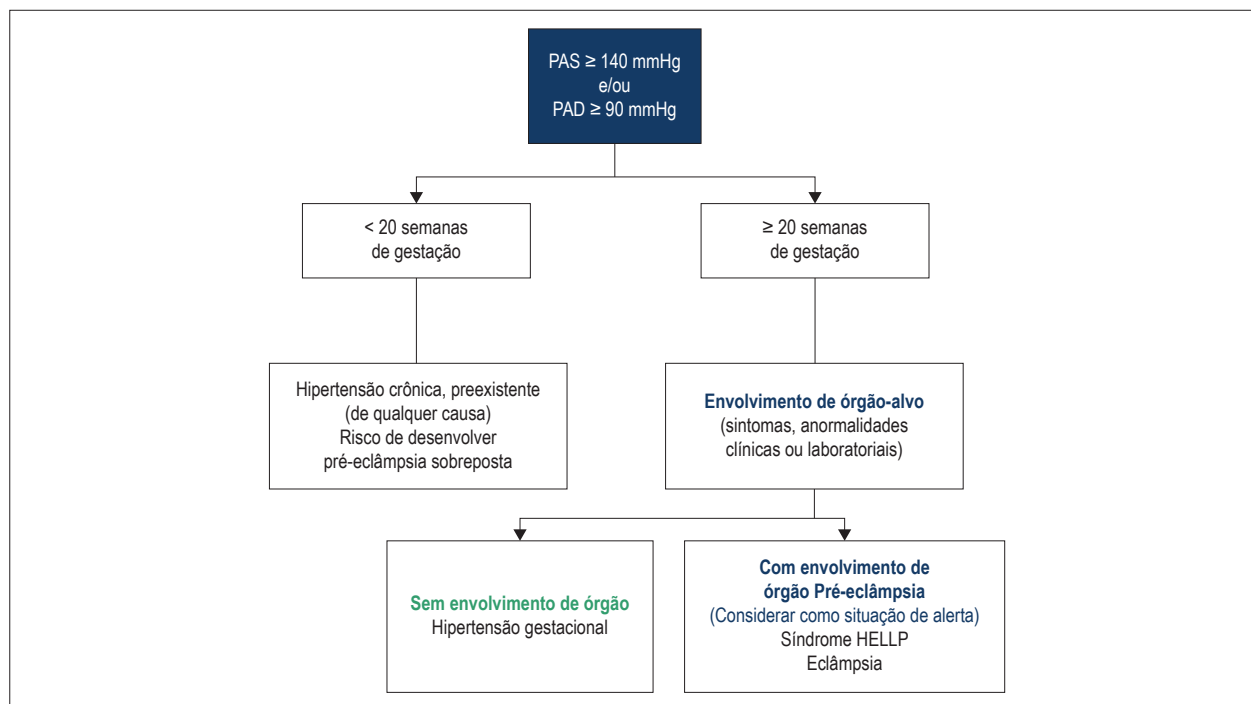 PAS ≥ 140 mmHg
e/ou
PAD ≥ 90 mmHg
< 20 semanas
de gestação
≥ 20 semanas
de gestação
Hipertensão crônica, preexistente
(de qualquer causa)
Risco de desenvolver
pré-eclâmpsia sobreposta
Envolvimento de órgão-alvo
(sintomas, anormalidades
clínicas ou laboratoriais)
Sem envolvimento de órgão
Hipertensão gestacional
Com envolvimento de
órgão Pré-eclâmpsia
(Considerar como situação de alerta)
Síndrome HELLP
Eclâmpsia